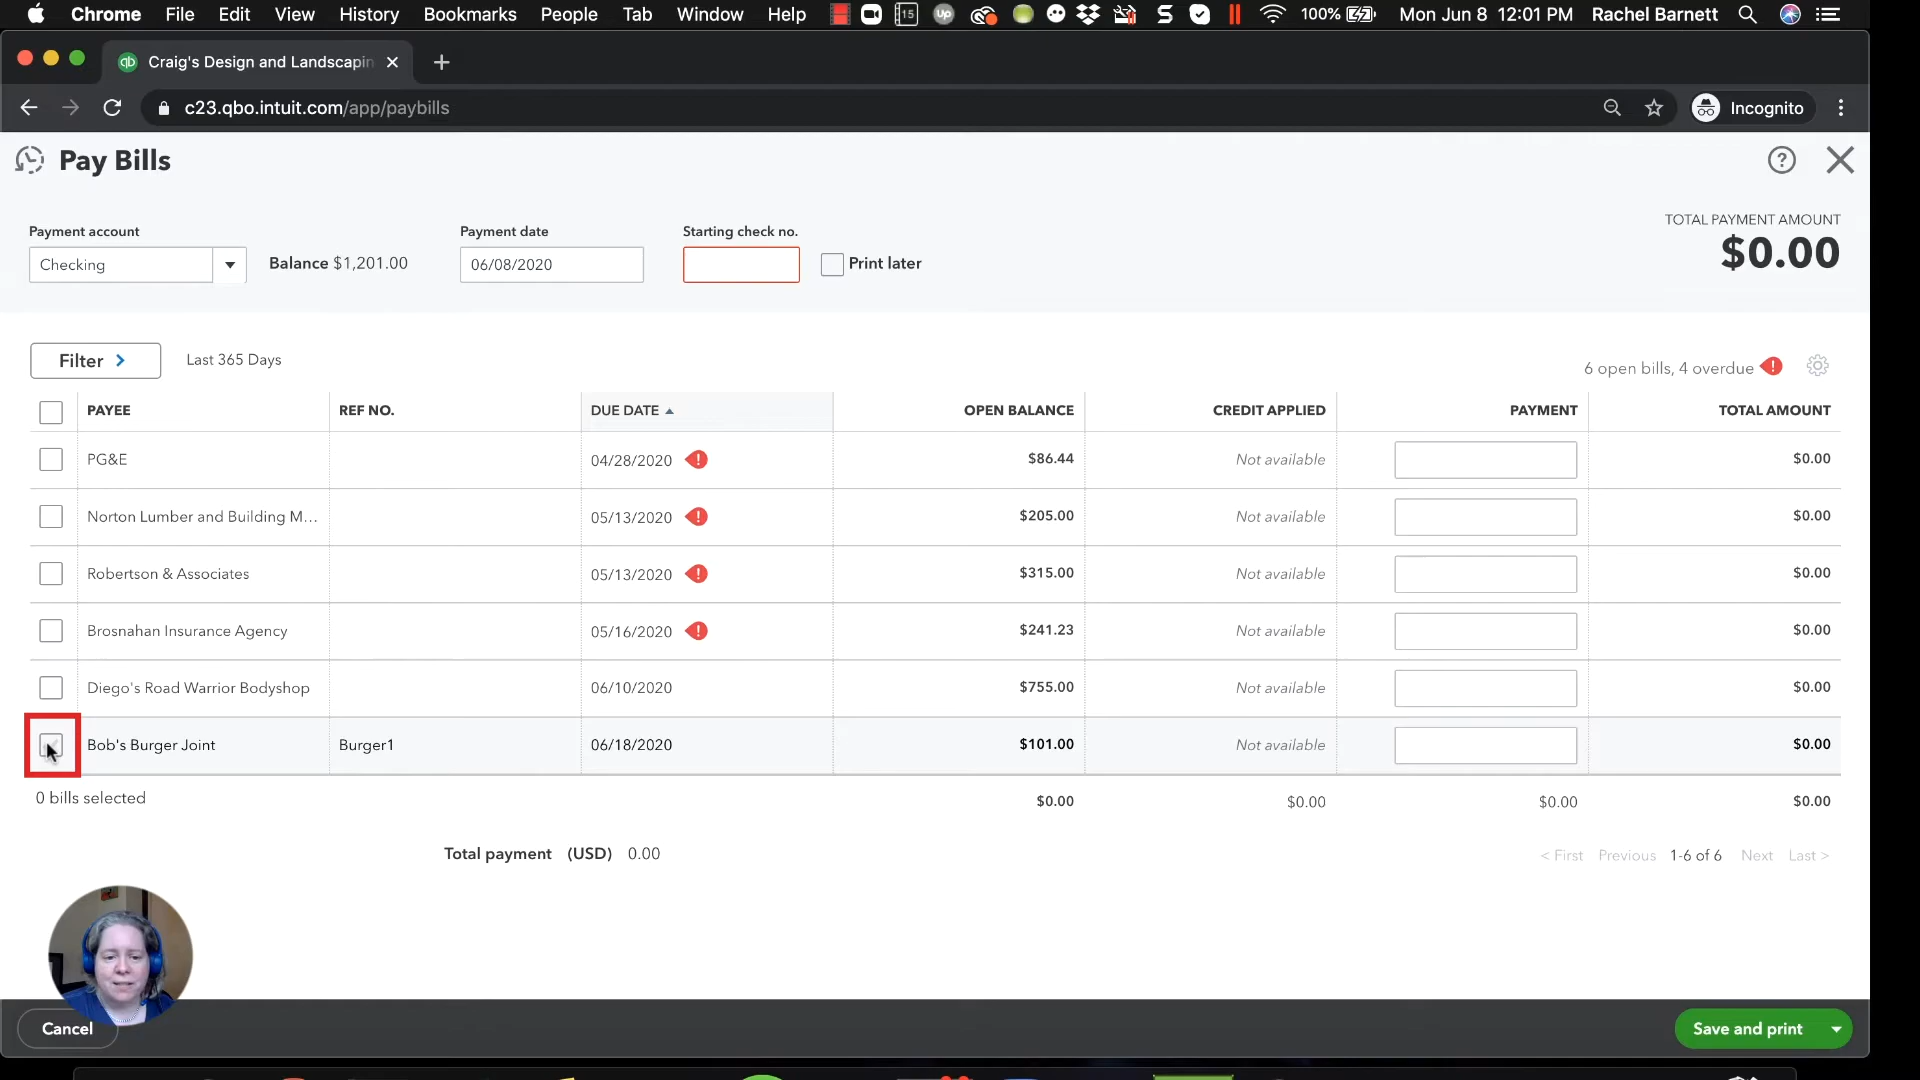 Chrome File Edit View History Bookmarks People Tab Window Help 15 Up 100% Mon Jun 8 12:01 PM Rachel Barnett
qb Craig's Design and Landscapin
c23.qbo.intuit.com/app/paybills Incognito
Pay Bills
TOTAL PAYMENT AMOUNT
$0.00
Payment account Payment date Starting check no.
Checking Balance $1,201.00 06/08/2020 Print later
Filter > Last 365 Days 6 open bills, 4 overdue !
PAYEE REF NO. DUE DATE OPEN BALANCE CREDIT APPLIED PAYMENT TOTAL AMOUNT
PG&E 04/28/2020 ! $86.44 Not available $0.00
Norton Lumber and Building M... 05/13/2020 ! $205.00 Not available $0.00
Robertson & Associates 05/13/2020 ! $315.00 Not available $0.00
Brosnahan Insurance Agency 05/16/2020 ! $241.23 Not available $0.00
Diego's Road Warrior Bodyshop 06/10/2020 $755.00 Not available $0.00
Bob's Burger Joint Burger1 06/18/2020 $101.00 Not available $0.00
0 bills selected $0.00 $0.00 $0.00 $0.00
Total payment (USD) 0.00
< First Previous 1-6 of 6 Next Last >
Cancel Save and print